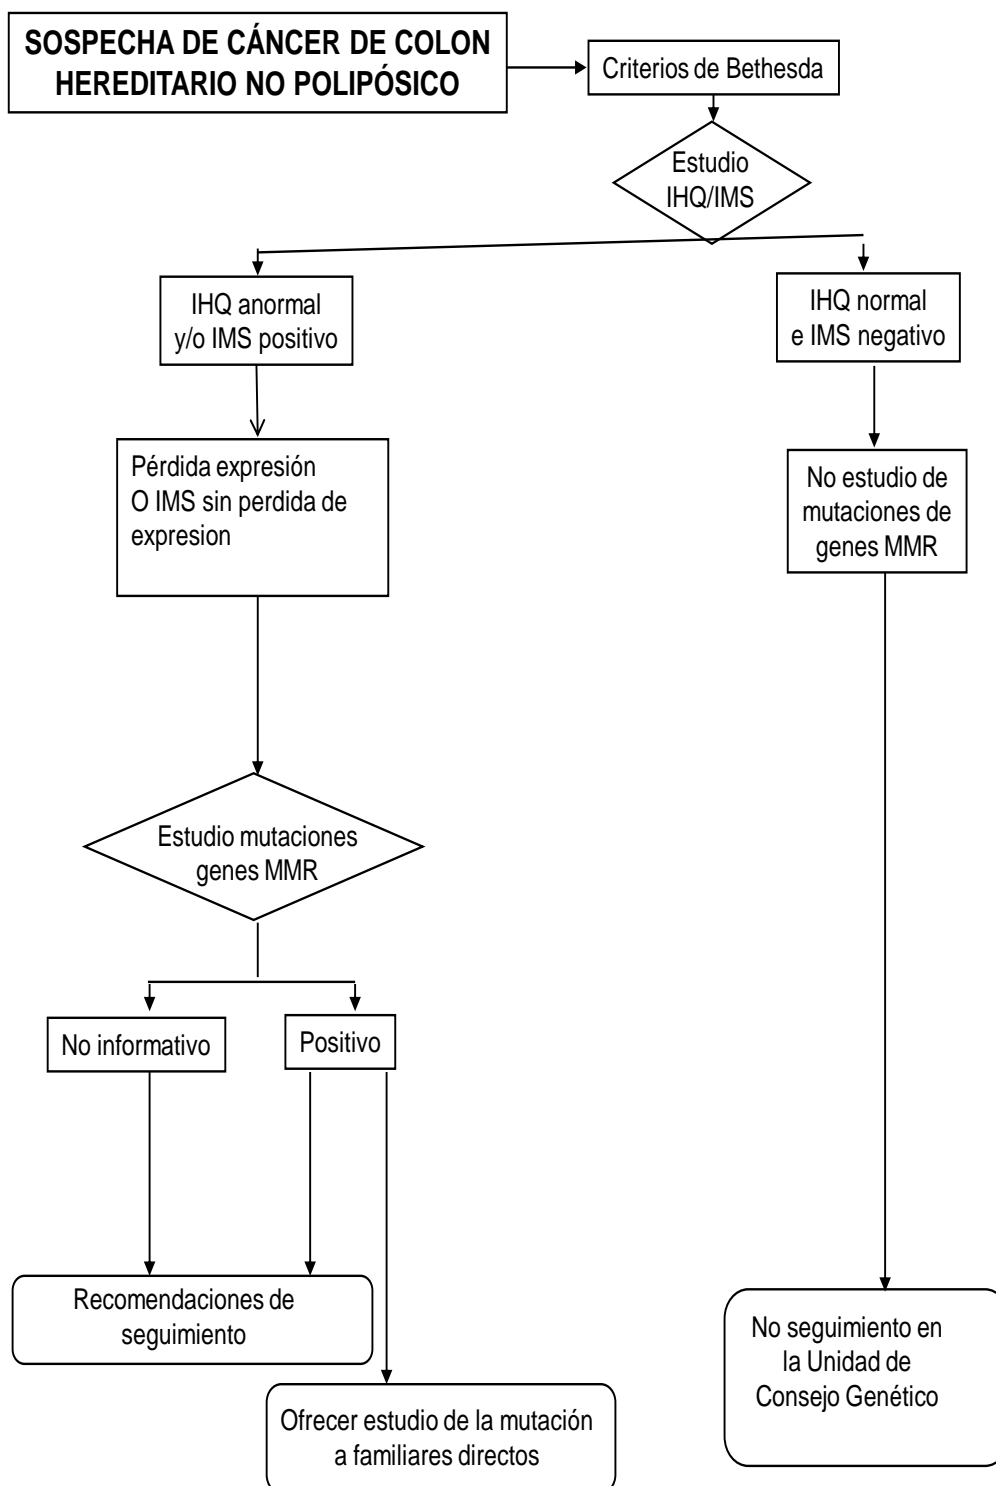 SOSPECHA DE CÁNCER DE COLON
HEREDITARIO NO POLIPÓSICO
Criterios de Bethesda
Estudio
IHQ/IMS
IHQ anormal
y/o IMS positivo
IHQ normal
e IMS negativo
Pérdida expresión
O IMS sin perdida de
expresion
No estudio de
mutaciones de
genes MMR
Estudio mutaciones
genes MMR
No informativo
Positivo
Recomendaciones de
seguimiento
No seguimiento en
la Unidad de
Consejo Genético
Ofrecer estudio de la mutación
a familiares directos